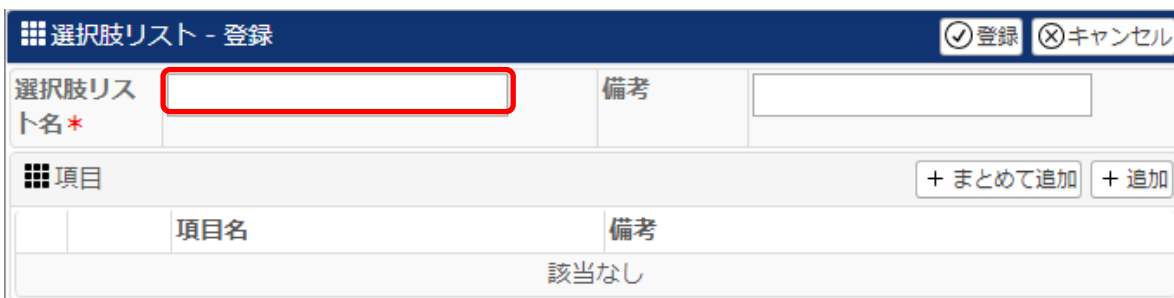 選択肢リスト - 登録
登録 キャンセル
選択肢リス
ト名*
備考
項目
+ まとめて追加 + 追加
項目名 備考
該当なし